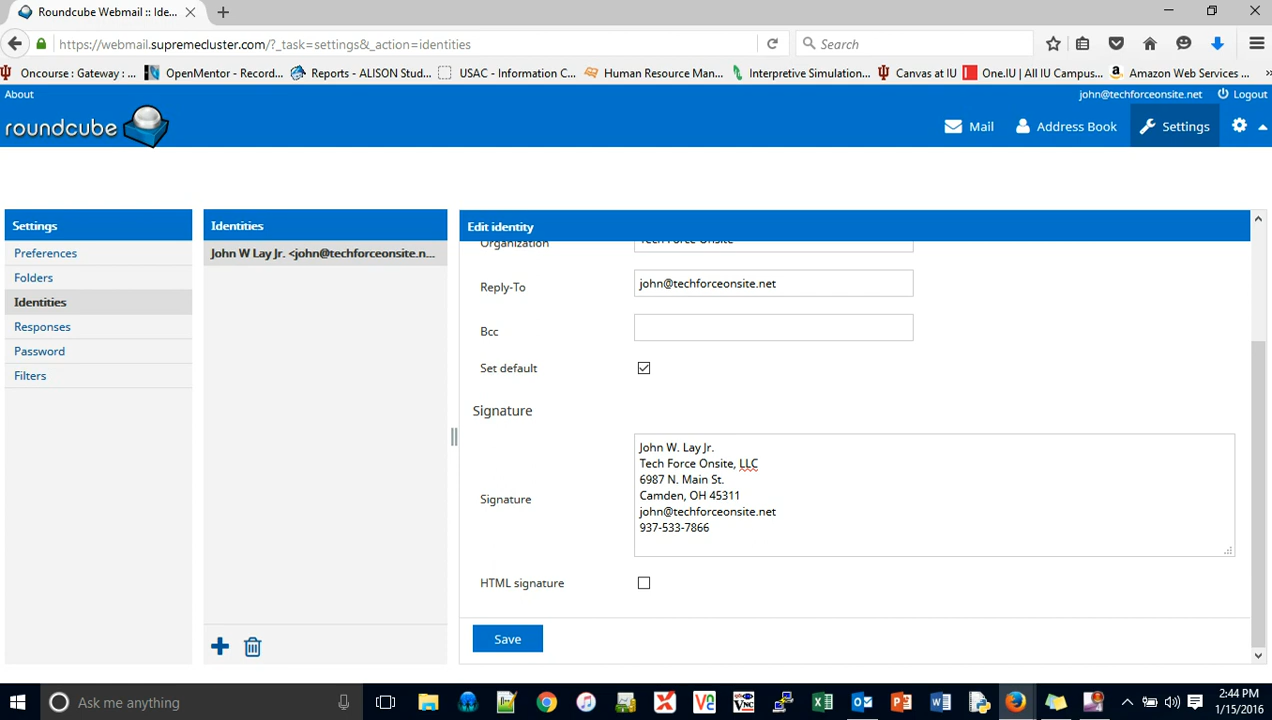 Roundcube Webmail :: Ide...
https://webmail.supremecluster.com/?_task=settings&_action=identities
Search
Oncourse : Gateway : ...
OpenMentor - Record...
Reports - ALISON Stud...
USAC - Information C...
Human Resource Man...
Interpretive Simulation...
Canvas at IU
One.IU | All IU Campus...
Amazon Web Services ...
About
john@techforceonsite.net
Logout
roundcube
Mail
Address Book
Settings
Settings
Preferences
Folders
Identities
Responses
Password
Filters
Identities
John W Lay Jr. <john@techforceonsite.n...
Edit identity
Organization Tech Force Onsite
Reply-To john@techforceonsite.net
Bcc
Set default
Signature
Signature
John W. Lay Jr.
Tech Force Onsite, LLC
6987 N. Main St.
Camden, OH 45311
john@techforceonsite.net
937-533-7866
HTML signature
Save
Ask me anything
2:44 PM
1/15/2016